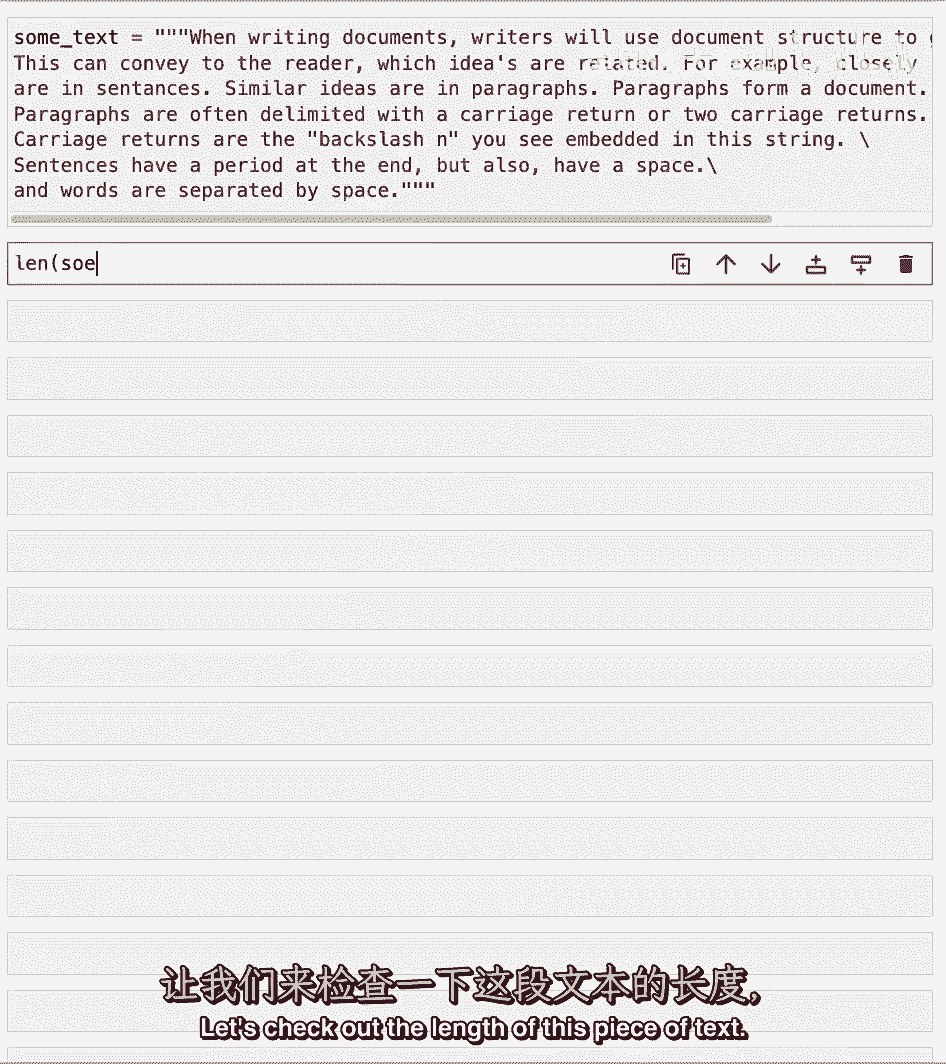 some_text = """When writing documents, writers will use document structure to
This can convey to the reader, which idea's are related. For example, closely
are in sentances. Similar ideas are in paragraphs. Paragraphs form a document.
Paragraphs are often delimited with a carriage return or two carriage returns.
Carriage returns are the "backslash n" you see embedded in this string. \
Sentences have a period at the end, but also, have a space.\
and words are separated by space."""
len(soe
让我们来检查一下这段文本的长度,
Let's check out the length of this piece of text.